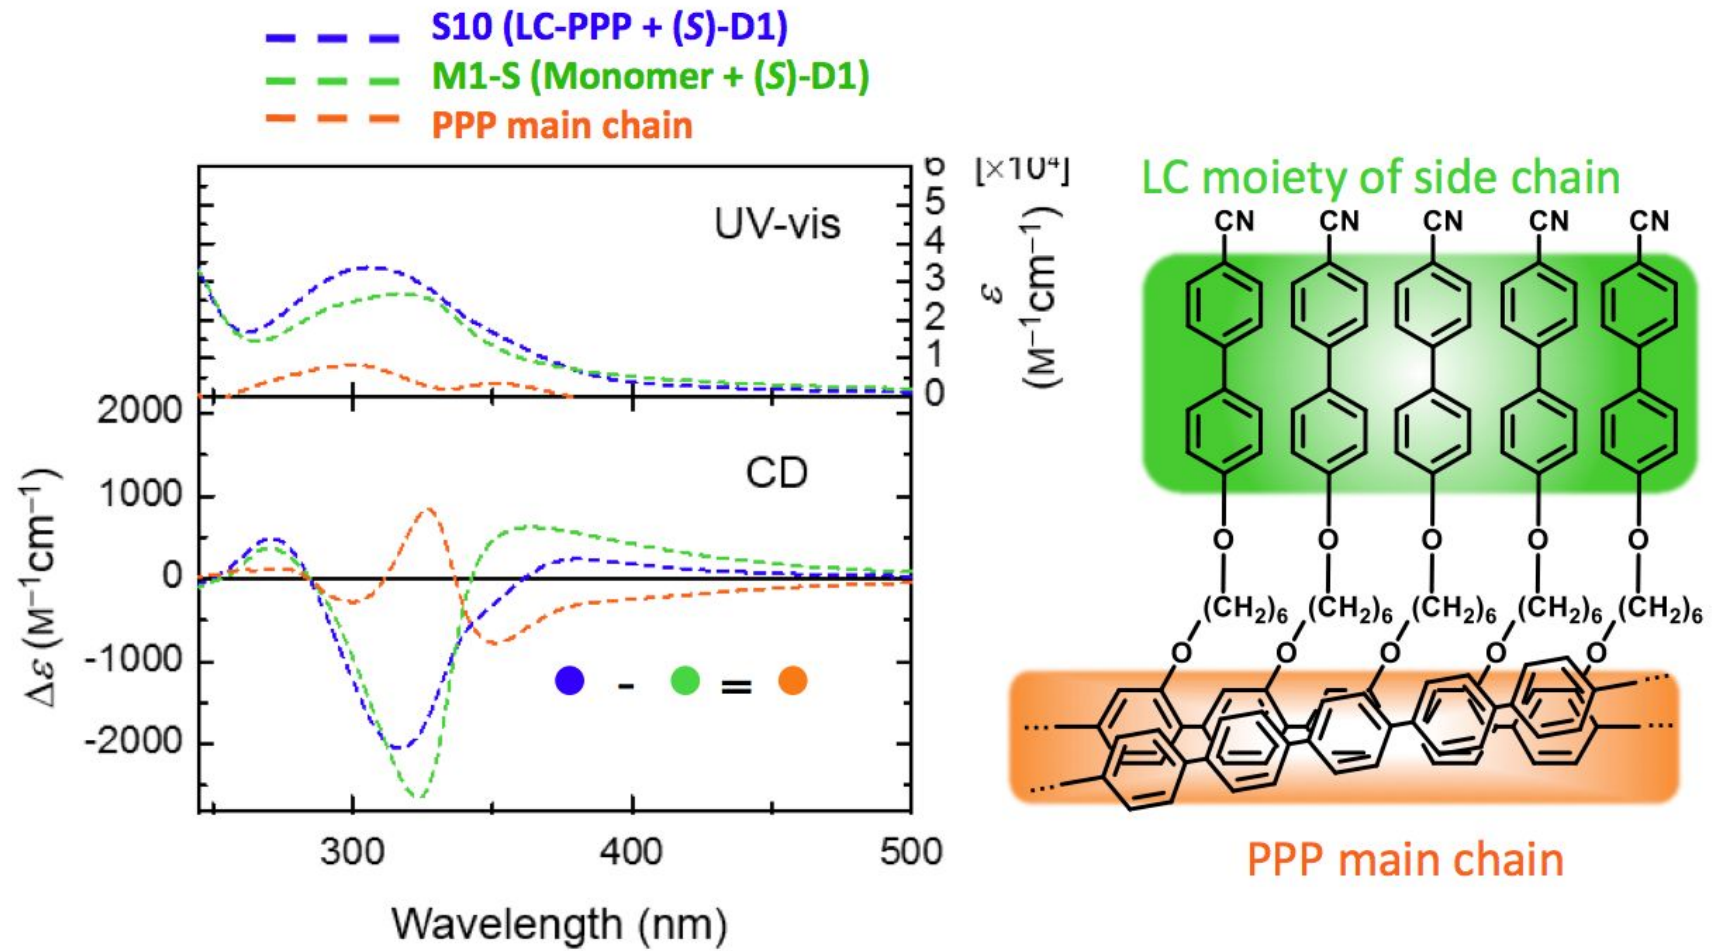 S10 (LC-PPP + (S)-D1)
M1-S (Monomer + (S)-D1)
PPP main chain
UV-vis
6
5
4
3
2
1
0
[×10⁴]
ε
(M⁻¹cm⁻¹)
2000
1000
0
-1000
-2000
Δε (M⁻¹cm⁻¹)
CD
- =
300 400 500
Wavelength (nm)
LC moiety of side chain
CN CN CN CN CN
O O O O O
(CH₂)₆ (CH₂)₆ (CH₂)₆ (CH₂)₆ (CH₂)₆
O O O O O
PPP main chain